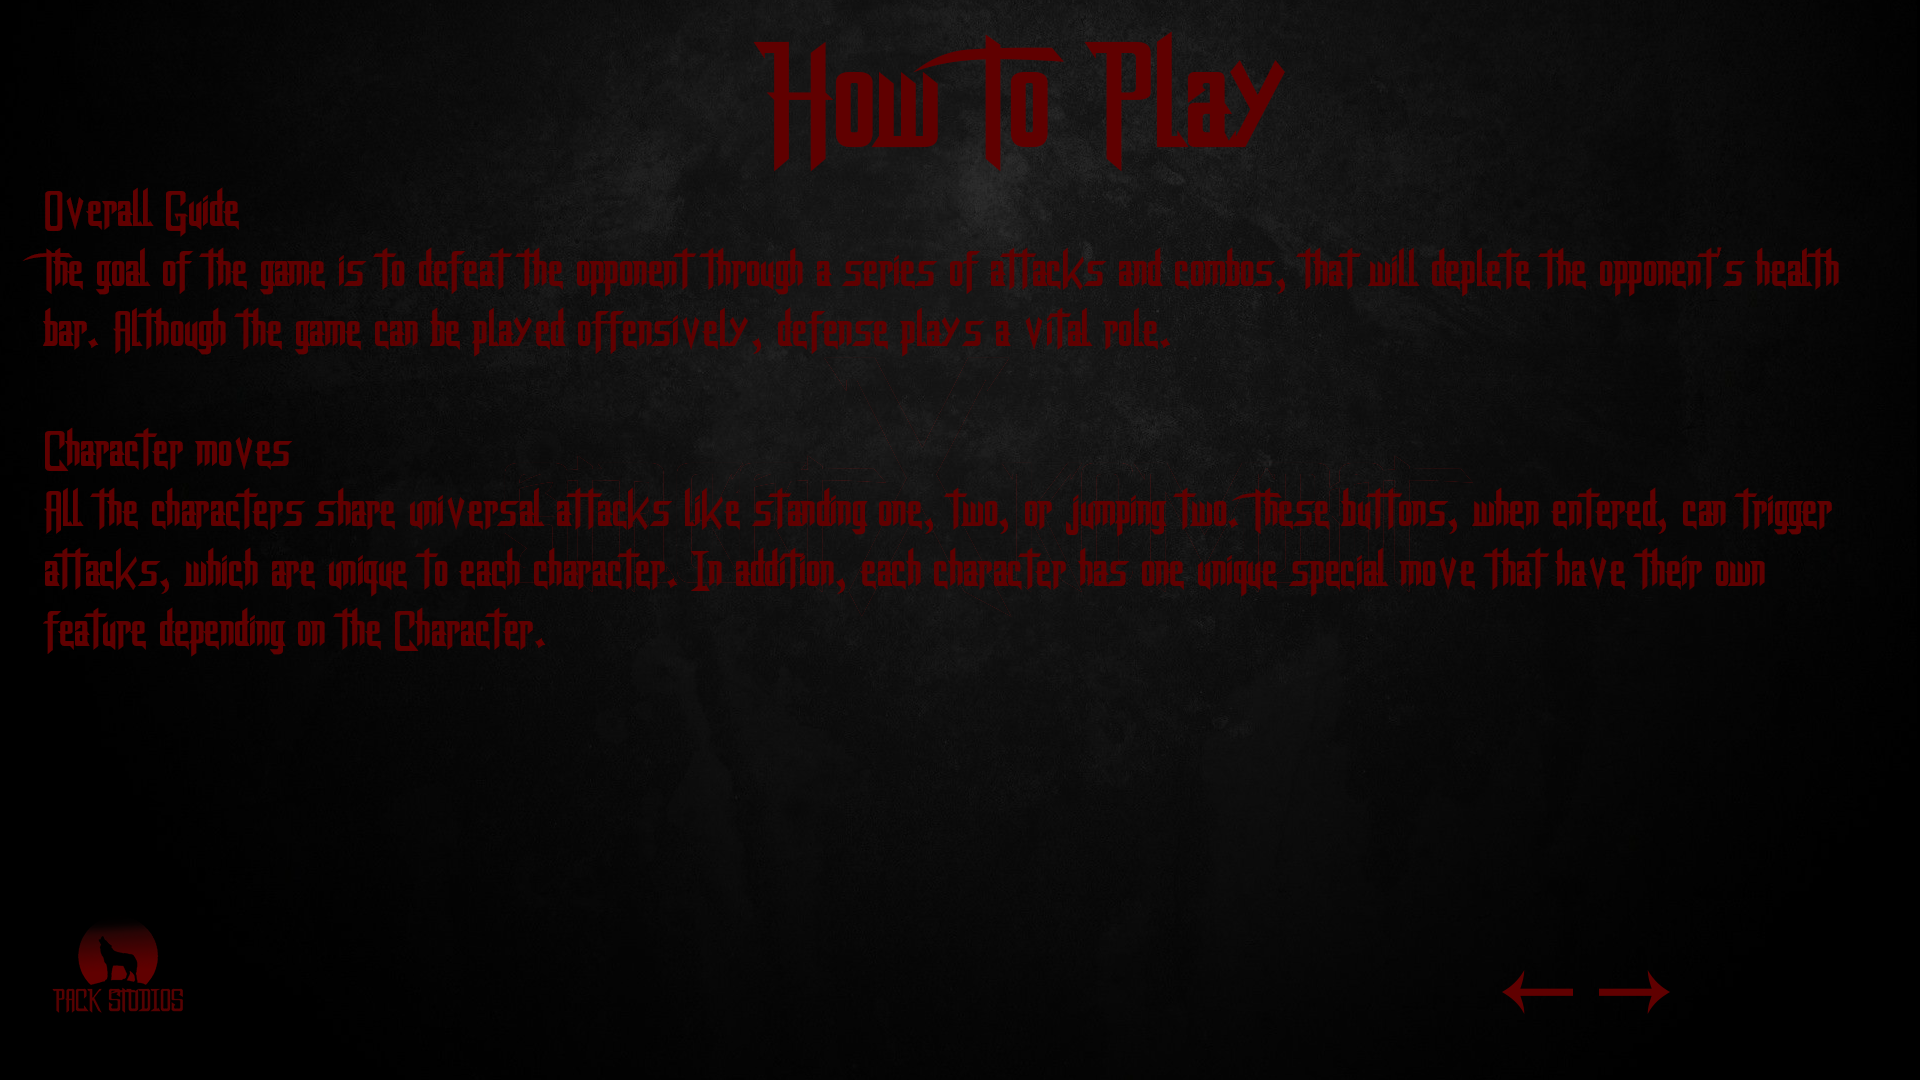 How To Play
Overall Guide
The goal of the game is to defeat the opponent through a series of attacks and combos, that will deplete the opponent's health
bar. Although the game can be played offensively, defense plays a vital role.
Character moves
All the characters share universal attacks like standing one, two, or jumping two. These buttons, when entered, can trigger
attacks, which are unique to each character. In addition, each character has one unique special move that have their own
feature depending on the Character.
PACK STUDIOS